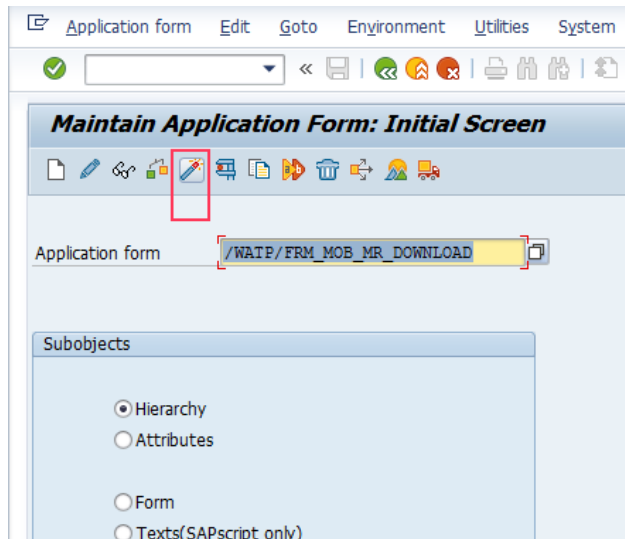 Application form Edit Goto Environment Utilities System
Maintain Application Form: Initial Screen
Application form /WATP/FRM_MOB_MR_DOWNLOAD
Subobjects
Hierarchy
Attributes
Form
Texts(SAPscript only)